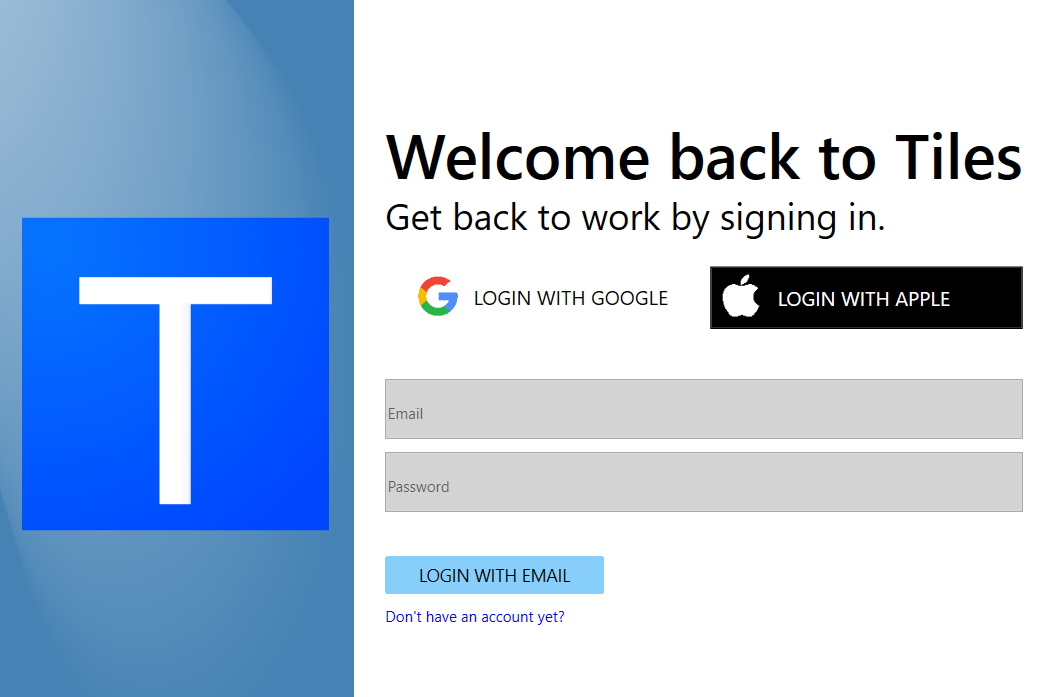 T
Welcome back to Tiles
Get back to work by signing in.
LOGIN WITH GOOGLE
LOGIN WITH APPLE
Email
Password
LOGIN WITH EMAIL
Don't have an account yet?